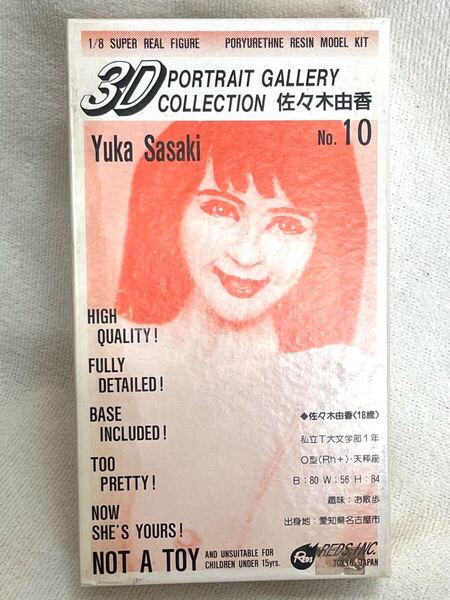 1/8 SUPER REAL FIGURE PORYURETHNE RESIN MODEL KIT
3D PORTRAIT GALLERY
COLLECTION 佐々木由香
Yuka Sasaki
No. 10
HIGH
QUALITY!
FULLY
DETAILED!
BASE
INCLUDED!
TOO
PRETTY!
NOW
SHE'S YOURS!
◆佐々木由香(18歳)
私立T大文学部1年
O型(Rh+)・天秤座
B:80 W:56 H:84
趣味:お散歩
出身地:愛知県名古屋市
NOT A TOY AND UNSUITABLE FOR
CHILDREN UNDER 15yrs.
REDS
REDS, INC.
TOKYO JAPAN